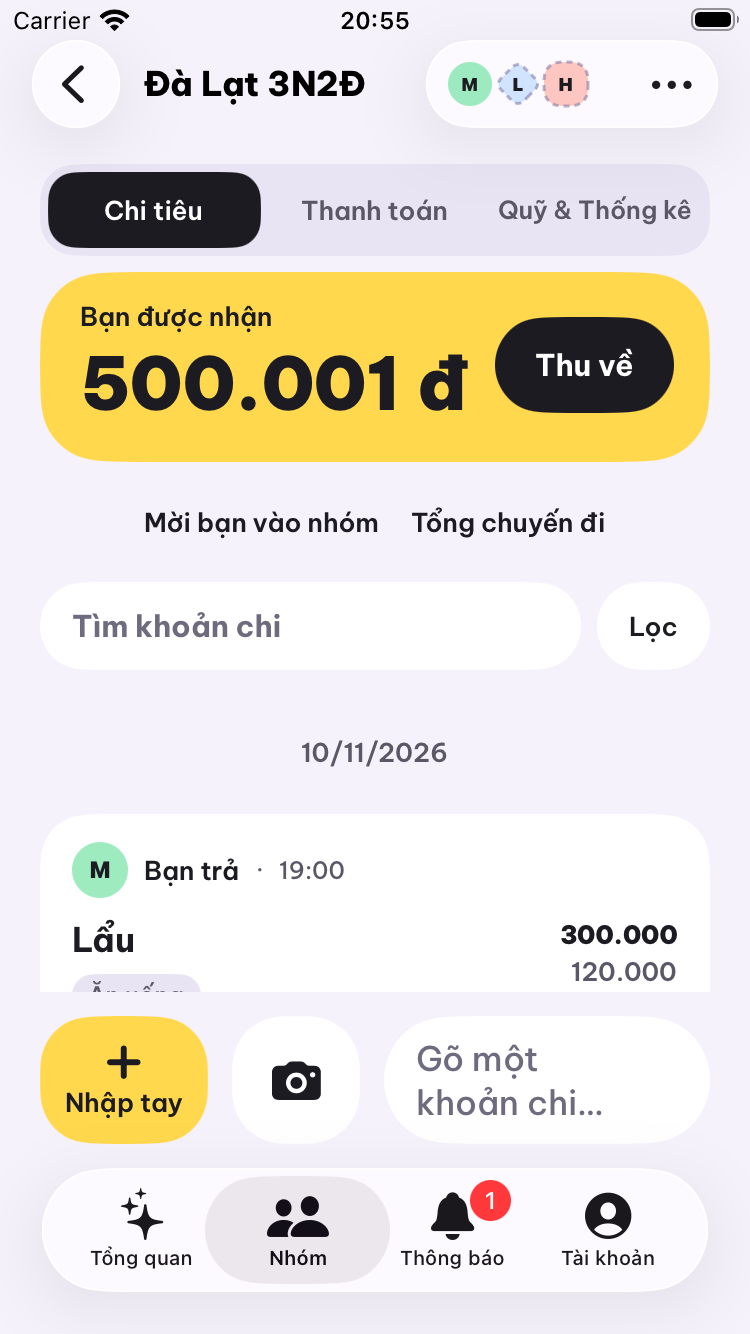 Carrier 20:55
Đà Lạt 3N2Đ M L H
Chi tiêu Thanh toán Quỹ & Thống kê
Bạn được nhận
500.001 đ
Thu về
Mời bạn vào nhóm Tổng chuyến đi
Tìm khoản chi Lọc
10/11/2026
M Bạn trả · 19:00
Lẩu 300.000
120.000
Ăn uống
Nhập tay
Gõ một
khoản chi...
1
Tổng quan Nhóm Thông báo Tài khoản